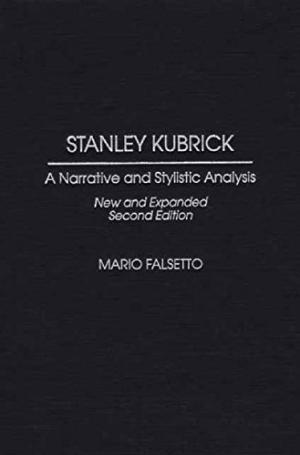 STANLEY KUBRICK
A Narrative and Stylistic Analysis
New and Expanded
Second Edition
MARIO FALSETTO